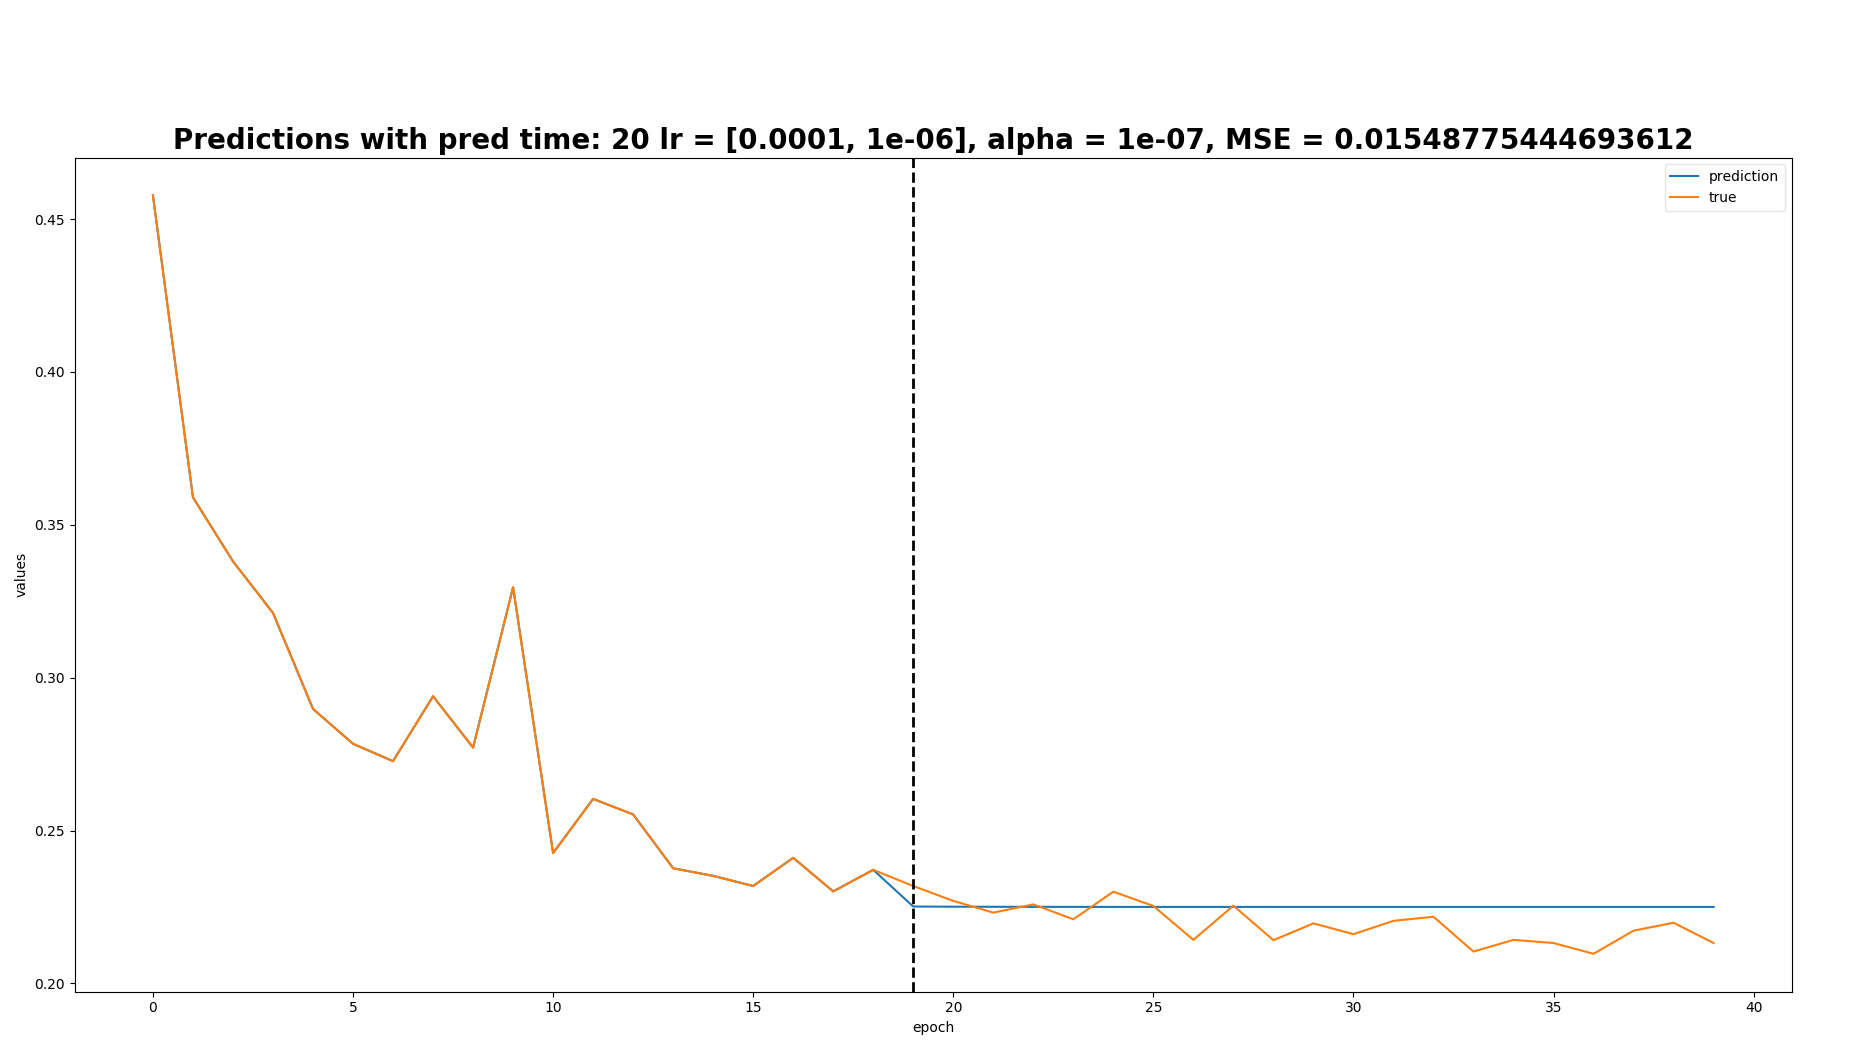 Predictions with pred time: 20 lr = [0.0001, 1e-06], alpha = 1e-07, MSE = 0.01548775444693612
prediction
true
0.45
0.40
0.35
0.30
0.25
0.20
values
0 5 10 15 20 25 30 35 40
epoch